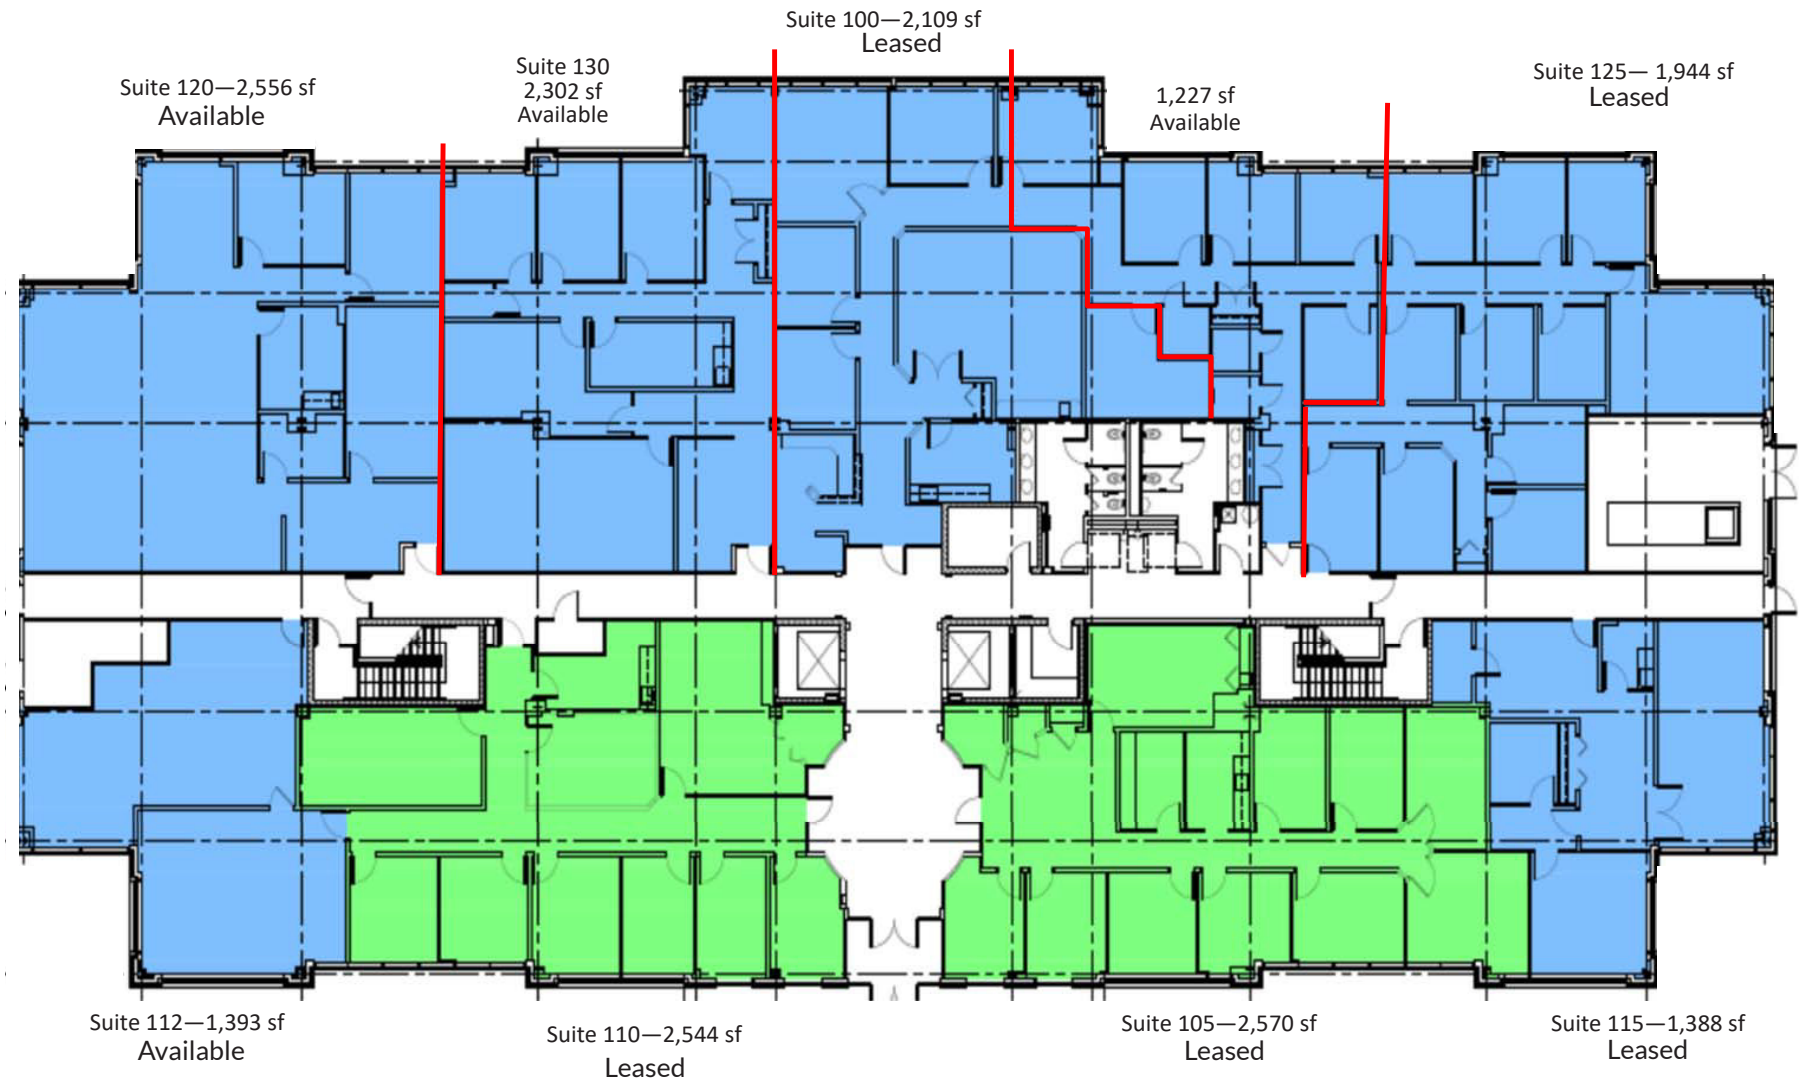 Suite 100—2,109 sf
Leased
Suite 120—2,556 sf
Available
Suite 130
2,302 sf
Available
1,227 sf
Available
Suite 125— 1,944 sf
Leased
Suite 112—1,393 sf
Available
Suite 110—2,544 sf
Leased
Suite 105—2,570 sf
Leased
Suite 115—1,388 sf
Leased